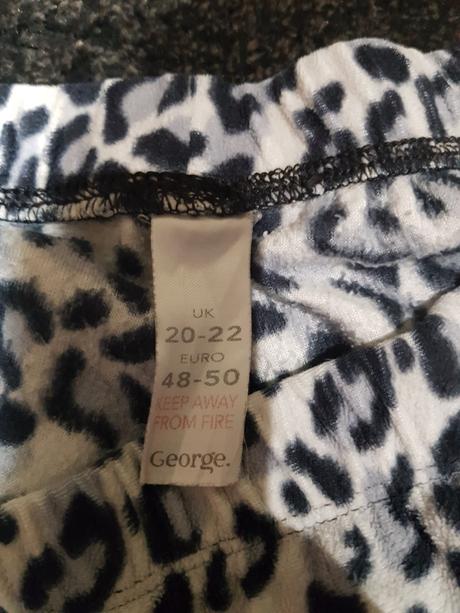 UK
20-22
EURO
48-50
KEEP AWAY
FROM FIRE
George.